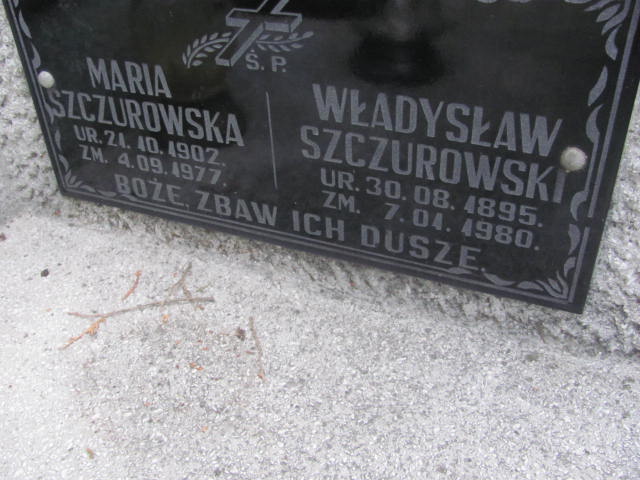 Ś. P.
MARIA
SZCZUROWSKA
UR. 21. 10. 1902.
ZM. 4.09. 1977.
WŁADYSŁAW
SZCZUROWSKI
UR. 30. 08. 1895.
ZM. 7.01. 1980.
BOŻE, ZBAW ICH DUSZE